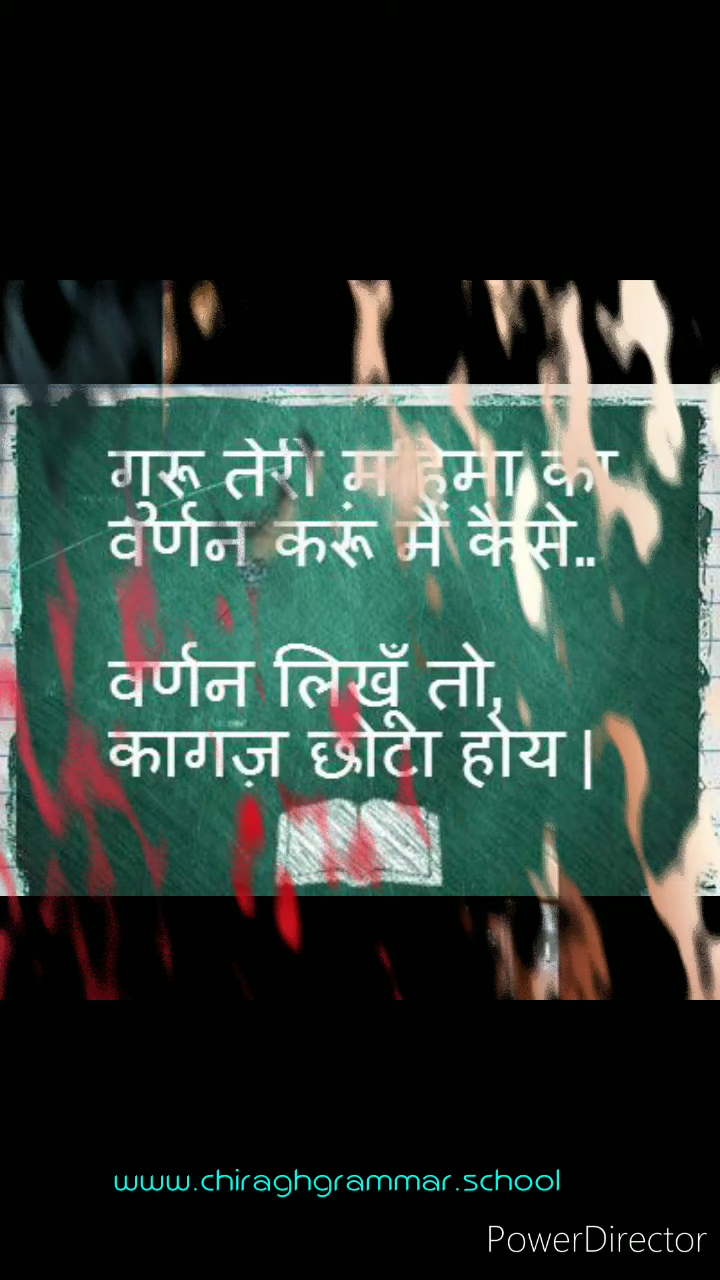 गुरू तेरी महिमा का
वर्णन करूं मैं कैसे..
वर्णन लिखूँ तो,
कागज़ छोटा होय |
www.chiraghgrammar.school
PowerDirector